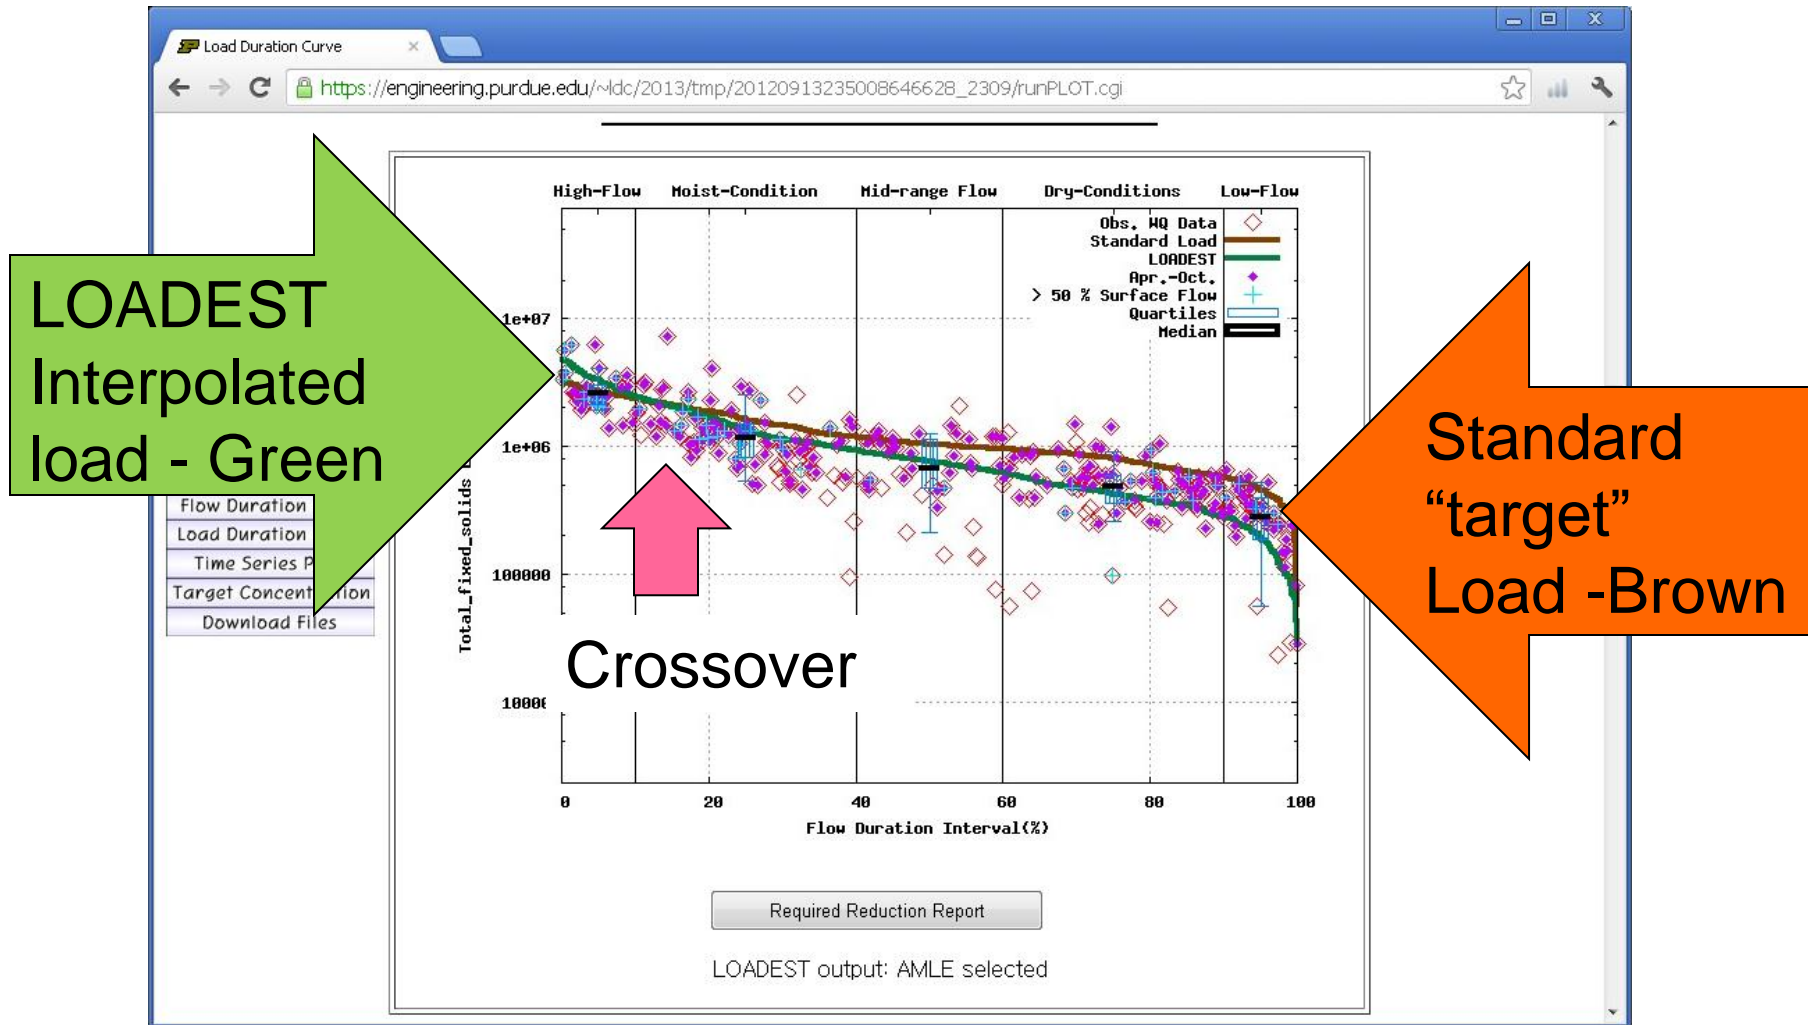 Load Duration Curve
https://engineering.purdue.edu/~ldc/2013/tmp/20120913235008646628_2309/runPLOT.cgi
High-Flow Moist-Condition Mid-range Flow Dry-Conditions Low-Flow
Obs. WQ Data
Standard Load
LOADEST
Apr.-Oct.
> 50 % Surface Flow
Quartiles
Median
1e+07
1e+06
100000
Total_fixed_solids
0 20 40 60 80 100
Flow Duration Interval(%)
LOADEST
Interpolated
load - Green
Flow Duration
Load Duration
Time Series
Target
Download Files
Crossover
Standard
“target”
Load -Brown
Required Reduction Report
LOADEST output: AMLE selected